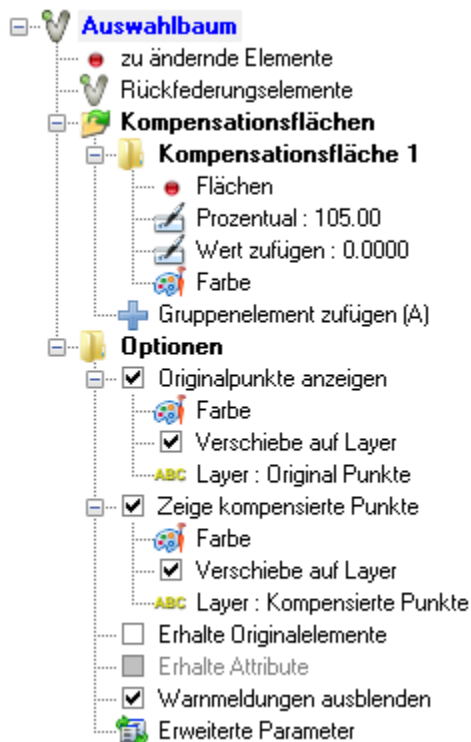 Auswahlbaum
zu ändernde Elemente
Rückfederungselemente
Kompensationsflächen
Kompensationsfläche 1
Flächen
Prozentual : 105.00
Wert zufügen : 0.0000
Farbe
Gruppenelement zufügen (A)
Optionen
Originalpunkte anzeigen
Farbe
Verschiebe auf Layer
ABC Layer : Original Punkte
Zeige kompensierte Punkte
Farbe
Verschiebe auf Layer
ABC Layer : Kompensierte Punkte
Erhalte Originalelemente
Erhalte Attribute
Warnmeldungen ausblenden
Erweiterte Parameter